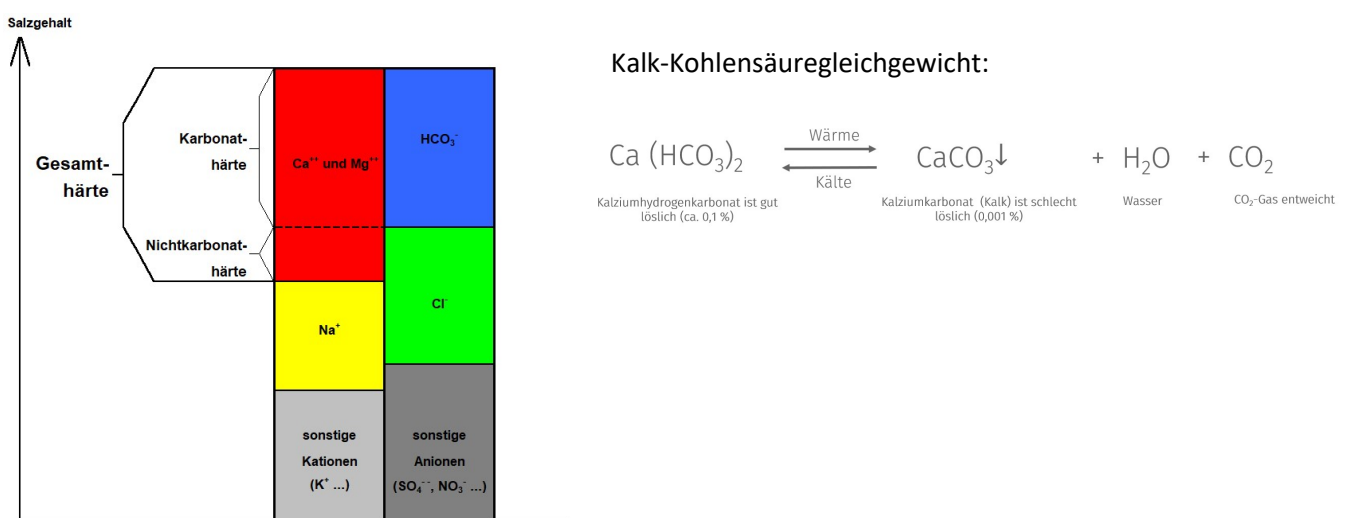 Salzgehalt
Gesamt-
härte
Karbonat-
härte
Nichtkarbonat-
härte
Ca⁺⁺ und Mg⁺⁺
HCO₃⁻
Na⁺
Cl⁻
sonstige
Kationen
(K⁺ ...)
sonstige
Anionen
(SO₄⁻⁻, NO₃⁻ ...)
Kalk-Kohlensäuregleichgewicht:
Ca (HCO₃)₂
Wärme
Kälte
CaCO₃↓
+ H₂O + CO₂
Kalziumhydrogenkarbonat ist gut
löslich (ca. 0,1 %)
Kalziumkarbonat (Kalk) ist schlecht
löslich (0,001 %)
Wasser
CO₂-Gas entweicht